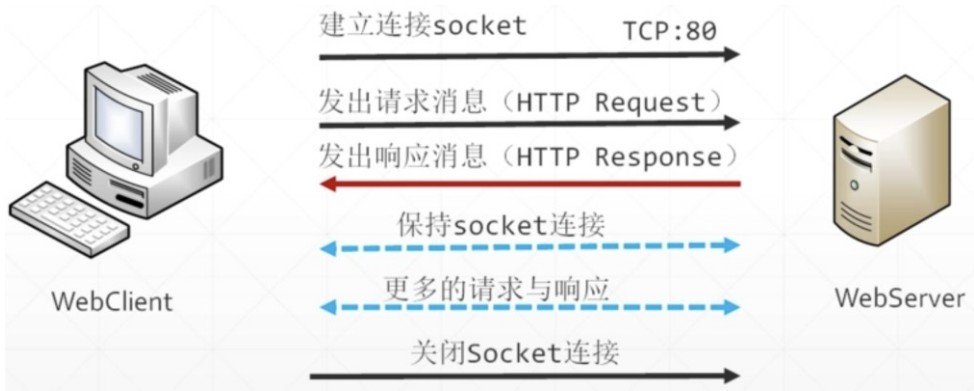 建立连接socket TCP:80
发出请求消息（HTTP Request）
发出响应消息（HTTP Response）
保持socket连接
更多的请求与响应
WebClient
WebServer
关闭Socket连接